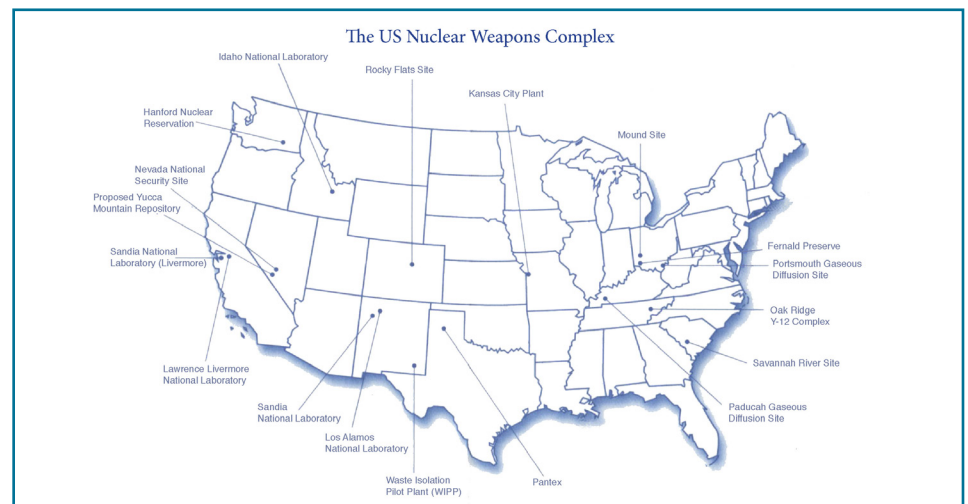 The US Nuclear Weapons Complex
Idaho National Laboratory
Rocky Flats Site
Kansas City Plant
Hanford Nuclear
Reservation
Mound Site
Nevada National
Security Site
Proposed Yucca
Mountain Repository
Sandia National
Laboratory (Livermore)
Fernald Preserve
Portsmouth Gaseous
Diffusion Site
Oak Ridge
Y-12 Complex
Savannah River Site
Lawrence Livermore
National Laboratory
Sandia
National Laboratory
Paducah Gaseous
Diffusion Site
Los Alamos
National Laboratory
Waste Isolation
Pilot Plant (WIPP)
Pantex